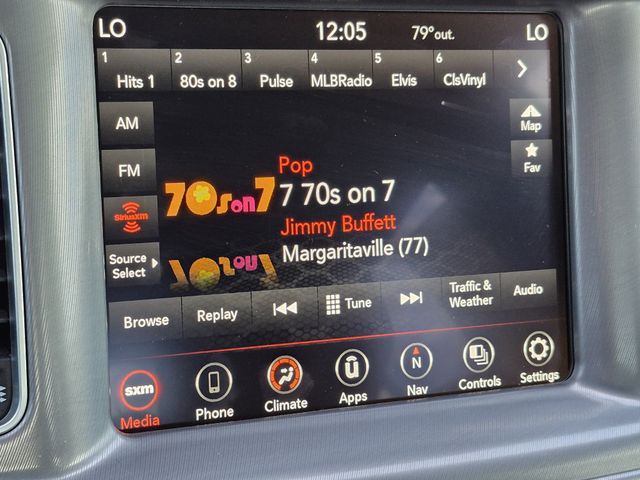 LO 12:05 79°out. LO
1 2 3 4 5 6
Hits 1 80s on 8 Pulse MLBRadio Elvis ClsVinyl
AM
Map
FM
Fav
Pop
70s on 7
7 70s on 7
SiriusXM
Jimmy Buffett
Source
Select
Margaritaville (77)
Browse Replay Tune Traffic &
Weather Audio
sxm
Media
Phone
Climate
u
Apps
N
Nav
Controls
Settings